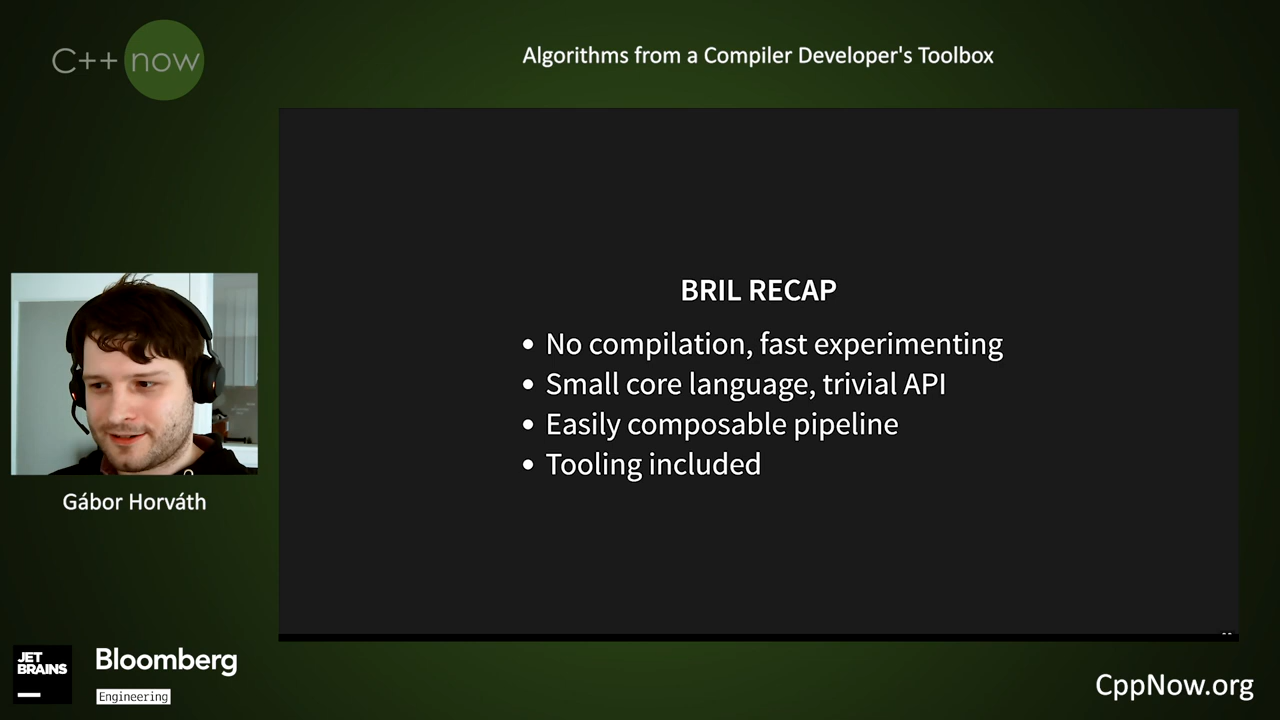 C++ now
Algorithms from a Compiler Developer's Toolbox
BRIL RECAP
• No compilation, fast experimenting
• Small core language, trivial API
• Easily composable pipeline
• Tooling included
Gábor Horváth
JET
BRAINS
Bloomberg
Engineering
CppNow.org